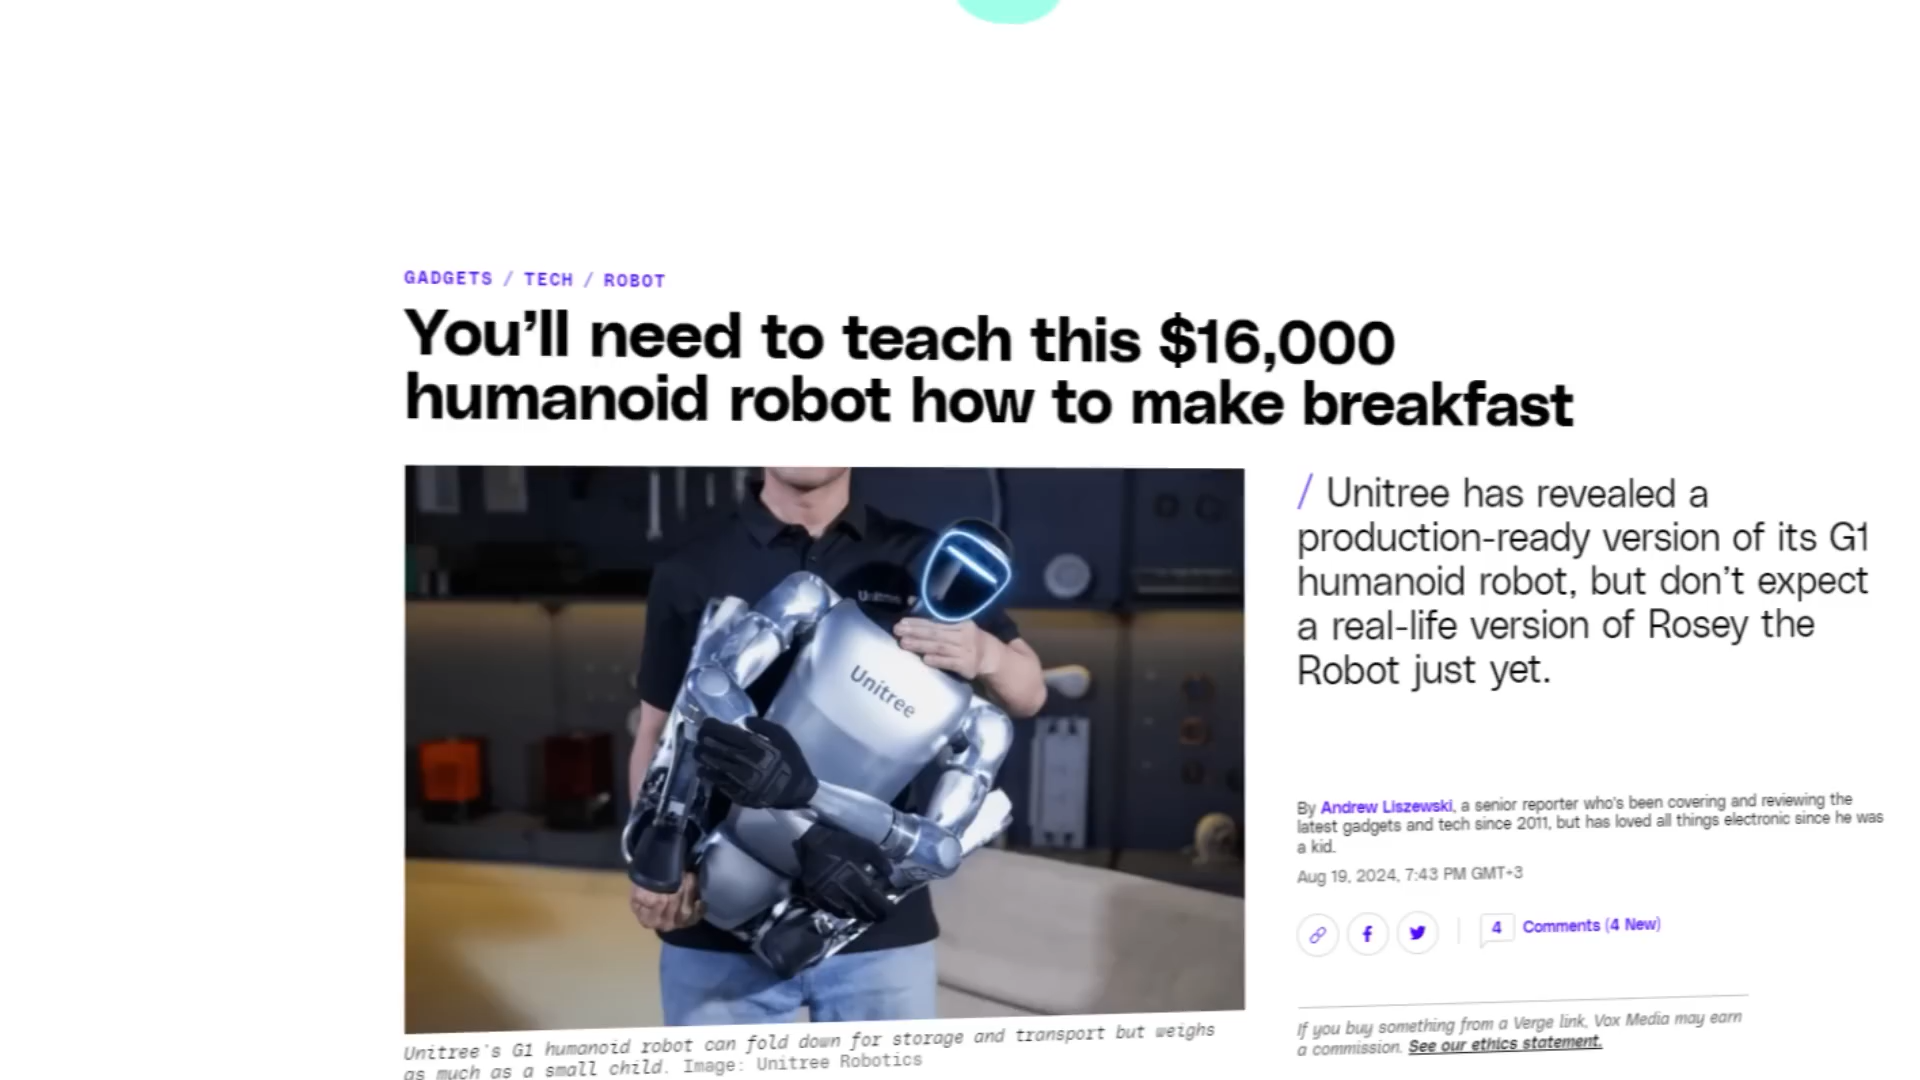 GADGETS / TECH / ROBOT
You’ll need to teach this $16,000
humanoid robot how to make breakfast
/ Unitree has revealed a
production-ready version of its G1
humanoid robot, but don’t expect
a real-life version of Rosey the
Robot just yet.
Unitree
Unitree
By Andrew Liszewski, a senior reporter who's been covering and reviewing the
latest gadgets and tech since 2011, but has loved all things electronic since he was
a kid.
Aug 19, 2024, 7:43 PM GMT+3
4 Comments (4 New)
If you buy something from a Verge link, Vox Media may earn
a commission. See our ethics statement.
Unitree's G1 humanoid robot can fold down for storage and transport but weighs
as much as a small child. Image: Unitree Robotics